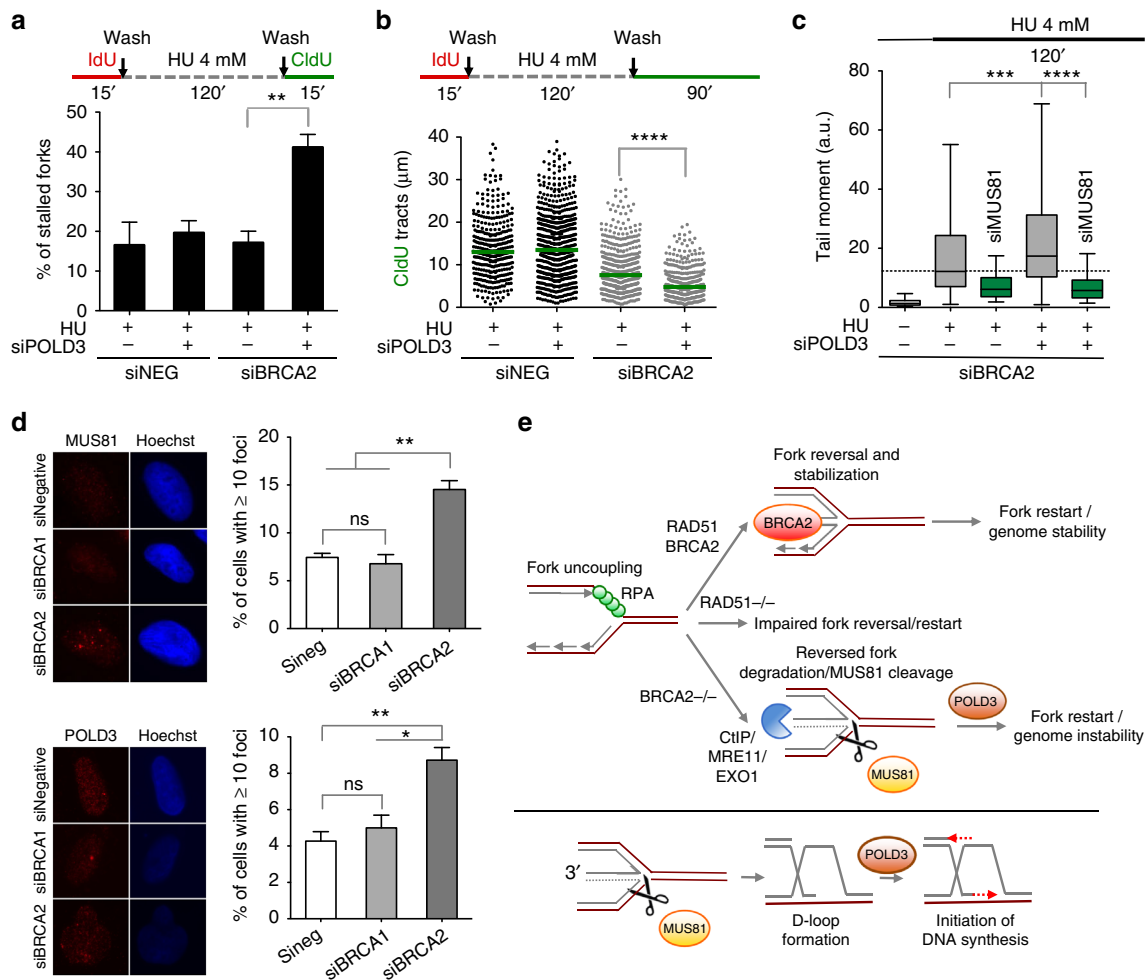 a
Wash
Wash
IdU
HU 4 mM
CldU
15′
120′
15′
**
% of stalled forks
50
40
30
20
10
0
HU + + + +
siPOLD3 – + – +
siNEG
siBRCA2
b
Wash
Wash
IdU
HU 4 mM
15′
120′
90′
****
CldU tracts (μm)
40
30
20
10
0
HU + + + +
siPOLD3 – + – +
siNEG
siBRCA2
c
HU 4 mM
120′
***
****
Tail moment (a.u.)
80
60
40
20
0
siMUS81
siMUS81
HU – + + + +
siPOLD3 – – – + +
siBRCA2
d
MUS81
Hoechst
siNegative
siBRCA1
siBRCA2
% of cells with ≥ 10 foci
20
15
10
5
0
**
ns
Sineg
siBRCA1
siBRCA2
POLD3
Hoechst
siNegative
siBRCA1
siBRCA2
% of cells with ≥ 10 foci
10
8
6
4
2
0
**
*
ns
Sineg
siBRCA1
siBRCA2
e
Fork reversal and
stabilization
BRCA2
RAD51
BRCA2
Fork restart /
genome stability
Fork uncoupling
RPA
RAD51–/–
Impaired fork reversal/restart
Reversed fork
degradation/MUS81 cleavage
BRCA2–/–
CtIP/
MRE11/
EXO1
MUS81
POLD3
Fork restart /
genome instability
3′
MUS81
D-loop
formation
POLD3
Initiation of
DNA synthesis